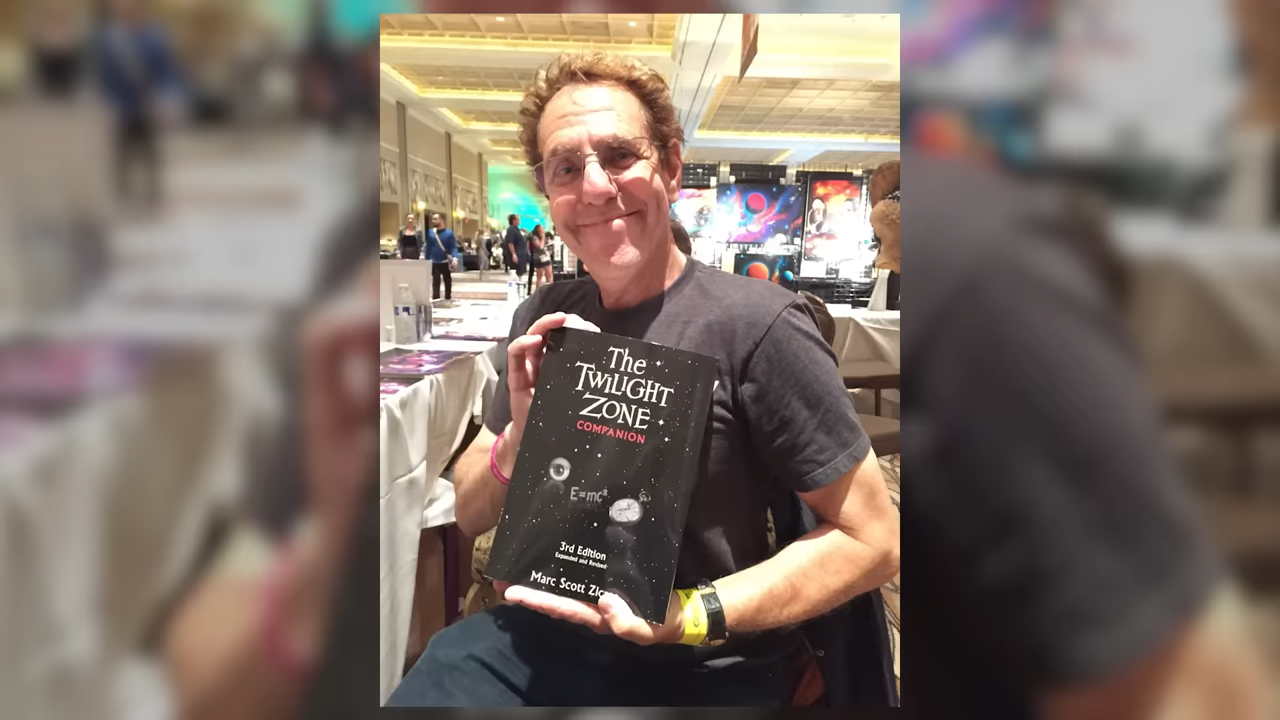 The
TWILIGHT
ZONE
COMPANION
E=mc²
3rd Edition
Expanded and Revised
Marc Scott